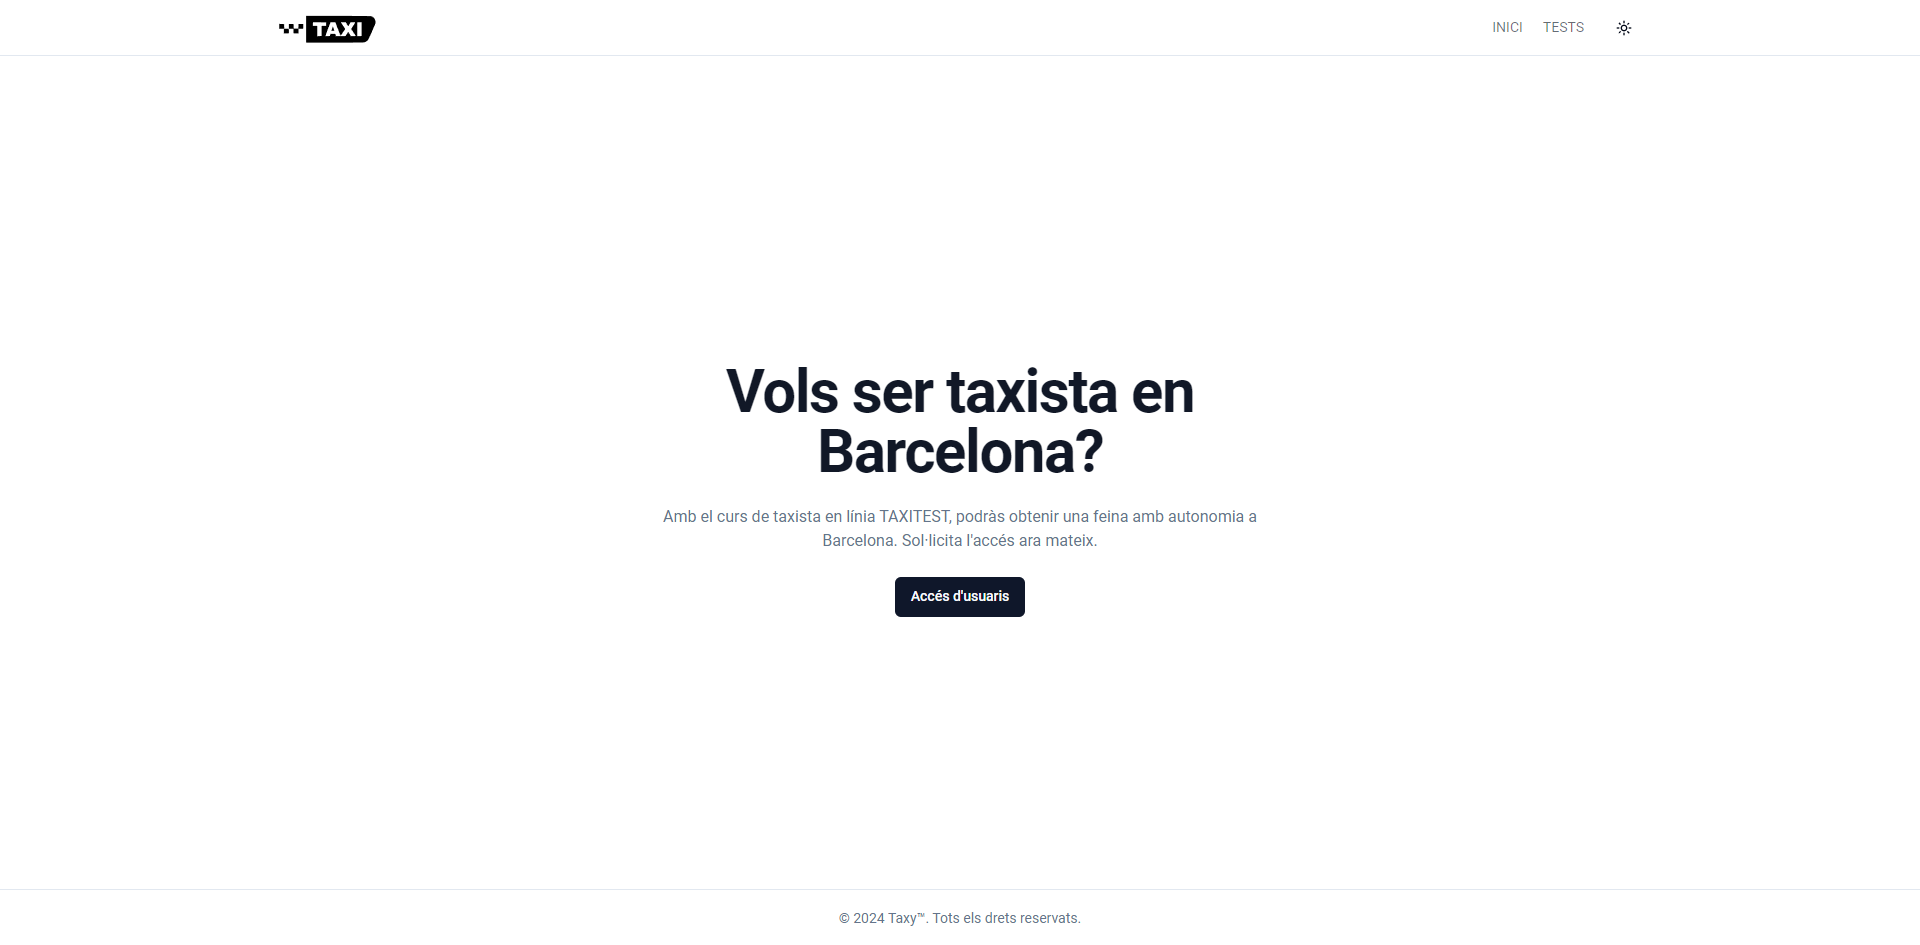 TAXI
INICI
TESTS
Vols ser taxista en
Barcelona?
Amb el curs de taxista en línia TAXITEST, podràs obtenir una feina amb autonomia a
Barcelona. Sol·licita l'accés ara mateix.
Accés d'usuaris
© 2024 Taxy™. Tots els drets reservats.